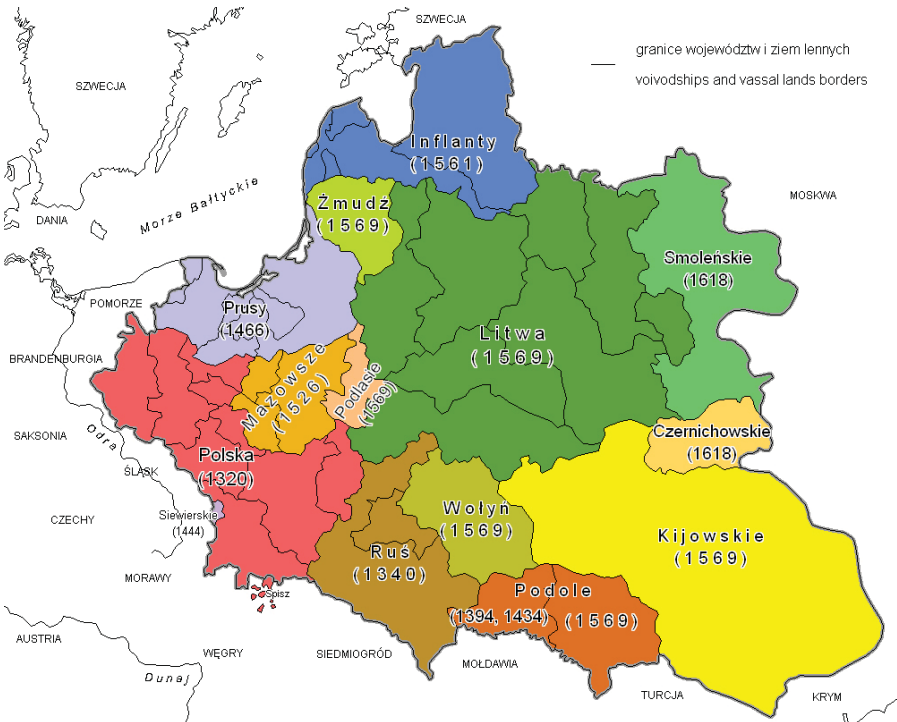 SZWECJA
granice województw i ziem lennych
voivodships and vassal lands borders
SZWECJA
Inflanty
(1561)
MOSKWA
Żmudź
(1569)
Morze Bałtyckie
DANIA
Smoleńskie
(1618)
POMORZE
Prusy
(1466)
Litwa
(1569)
BRANDENBURGIA
Mazowsze
(1526)
Podlasie
(1569)
SAKSONIA
Odra
Czernichowskie
(1618)
Polska
(1320)
ŚLĄSK
Siewierskie
(1444)
CZECHY
Wołyń
(1569)
Kijowskie
(1569)
Ruś
(1340)
MORAWY
Spisz
Podole
(1394, 1434)
(1569)
AUSTRIA
WĘGRY
SIEDMIOGRÓD
MOŁDAWIA
Dunaj
TURCJA
KRYM